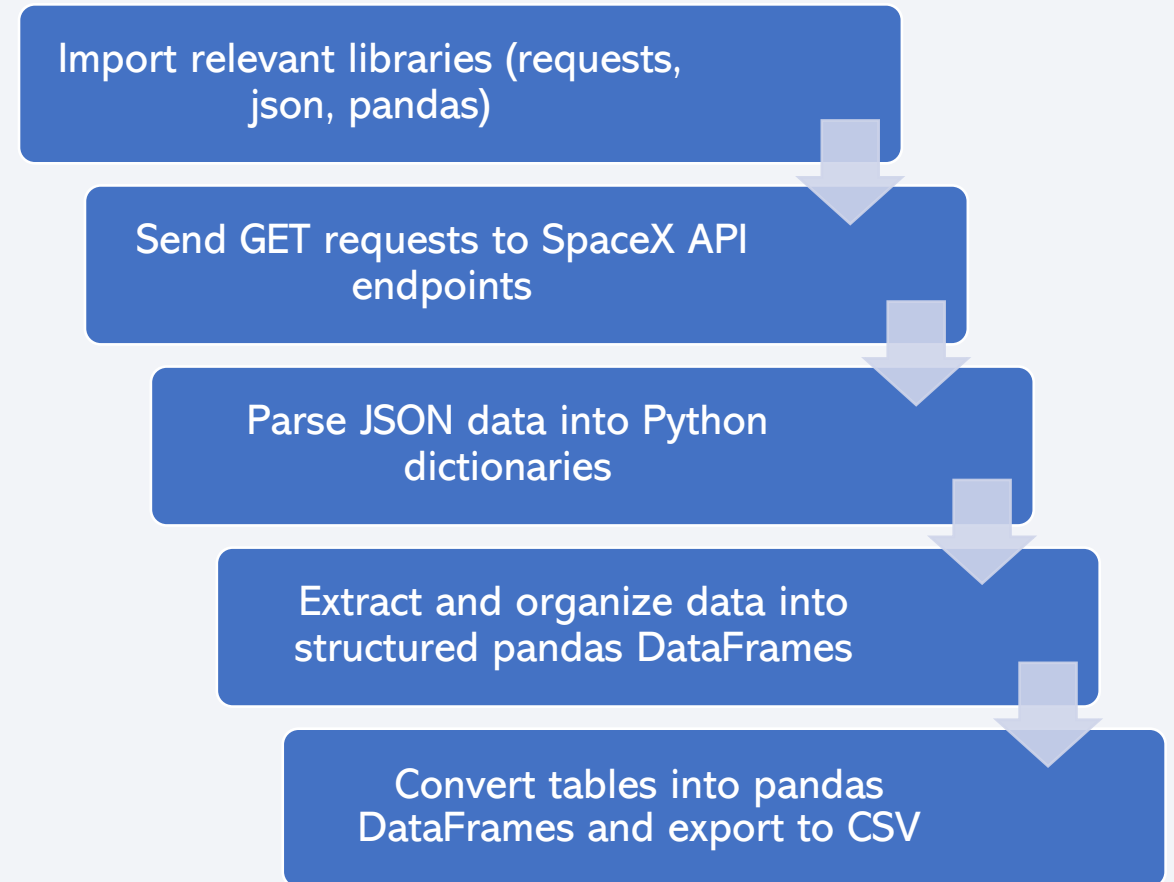 Import relevant libraries (requests,
json, pandas)
Send GET requests to SpaceX API
endpoints
Parse JSON data into Python
dictionaries
Extract and organize data into
structured pandas DataFrames
Convert tables into pandas
DataFrames and export to CSV